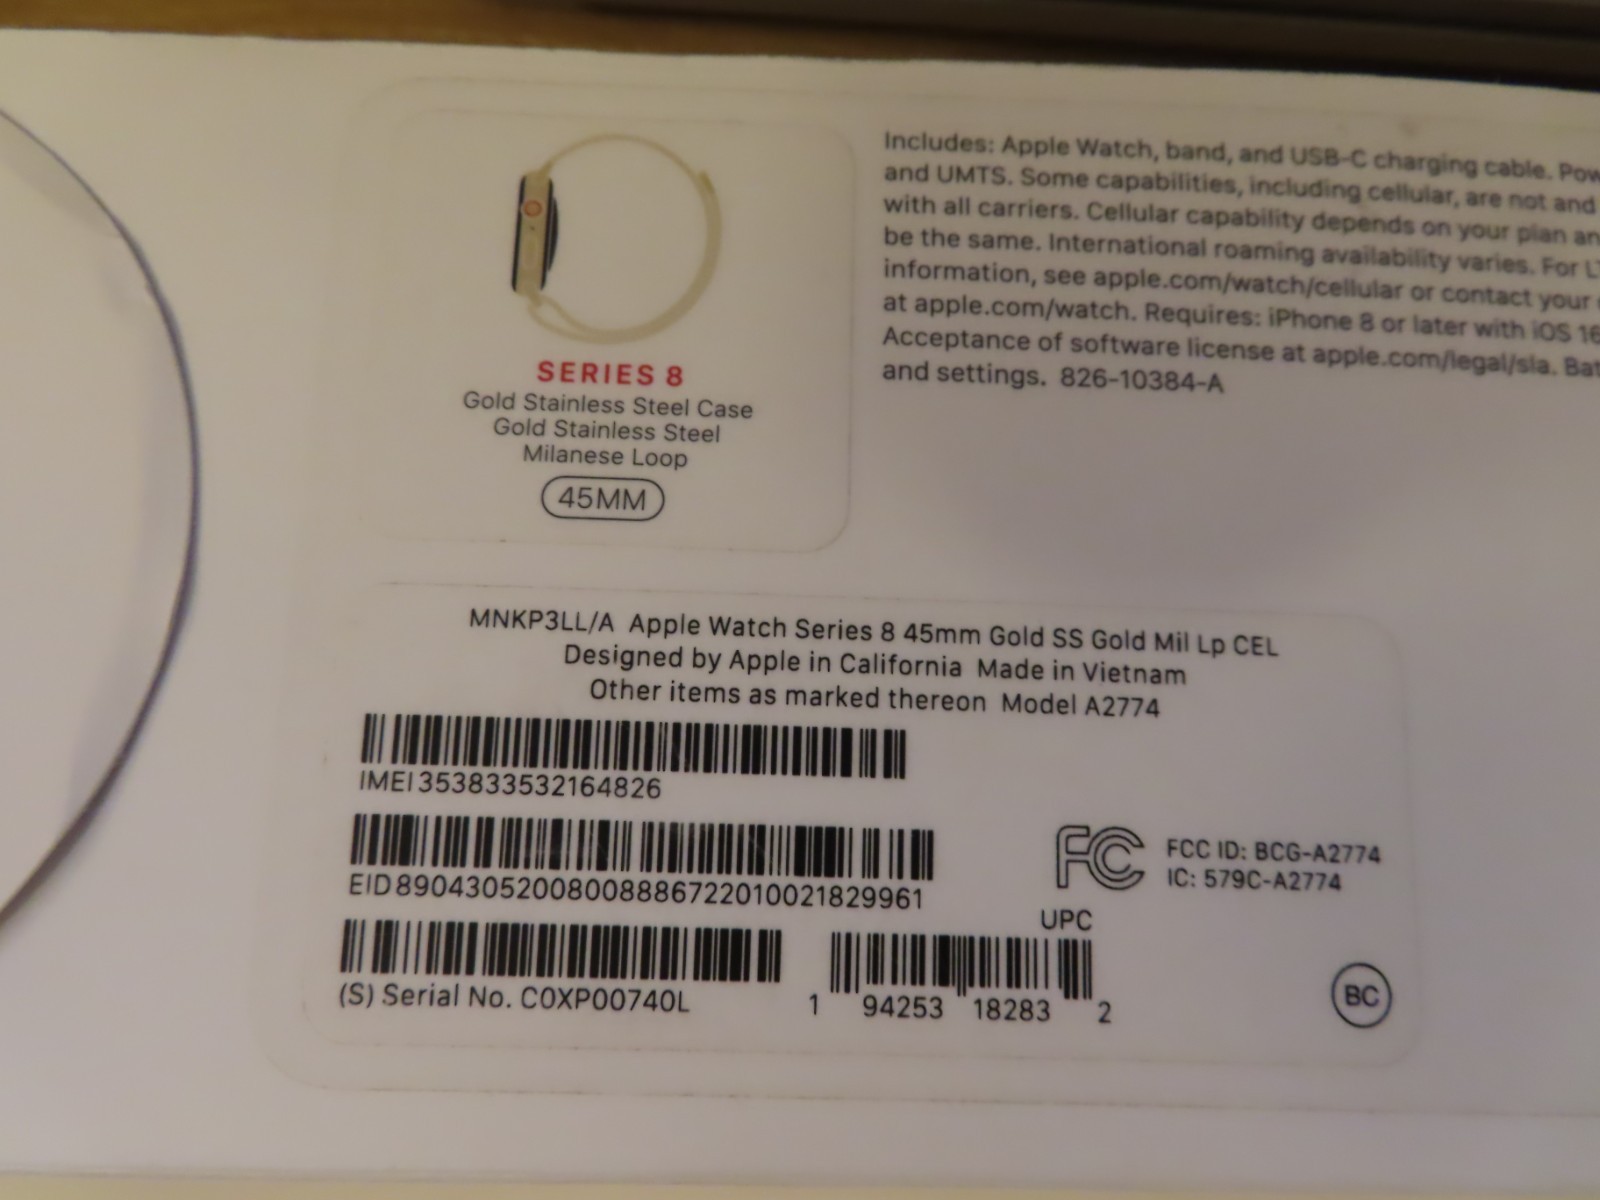 SERIES 8
Gold Stainless Steel Case
Gold Stainless Steel
Milanese Loop
45MM
Includes: Apple Watch, band, and USB-C charging cable.
and UMTS. Some capabilities, including cellular, are not and
with all carriers. Cellular capability depends on your plan
be the same. International roaming availability varies. For
information, see apple.com/watch/cellular or contact your
at apple.com/watch. Requires: iPhone 8 or later with iOS 16
Acceptance of software license at apple.com/legal/sla.
and settings. 826-10384-A
MNKP3LL/A Apple Watch Series 8 45mm Gold SS Gold Mil Lp CEL
Designed by Apple in California Made in Vietnam
Other items as marked thereon Model A2774
IMEI 353833532164826
EID 89043052008008886722010021829961
FC FCC ID: BCG-A2774
IC: 579C-A2774
UPC
(S) Serial No. C0XP00740L
1 94253 18283 2
BC